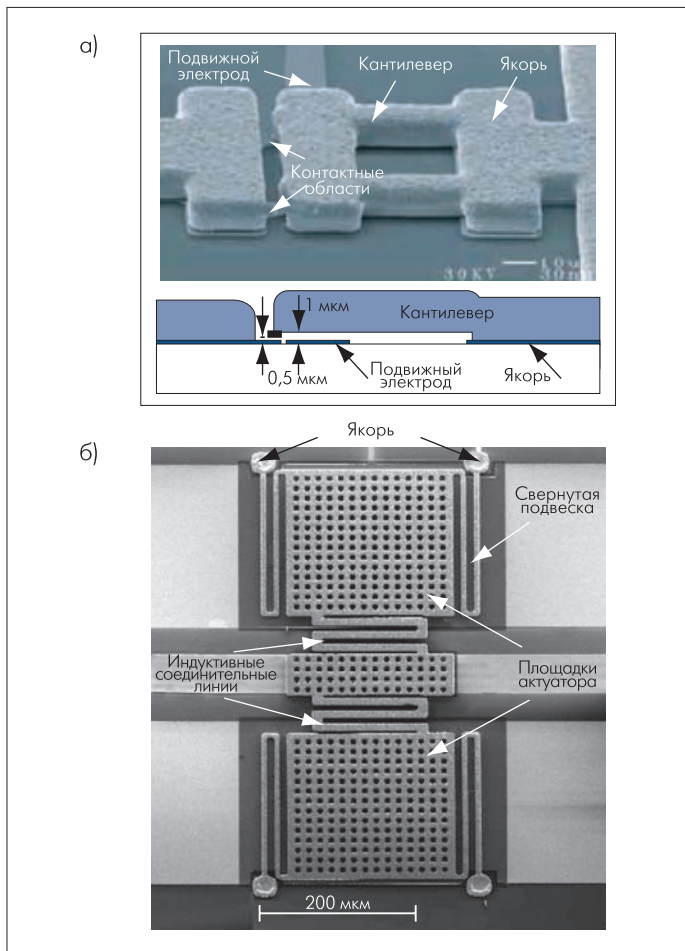 а)
Подвижной
электрод
Кантилевер
Якорь
Контактные
области
30KV
1 мкм
Кантилевер
0,5 мкм
Подвижный
электрод
Якорь
б)
Якорь
Свернутая
подвеска
Индуктивные
соединительные
линии
Площадки
актуатора
200 мкм